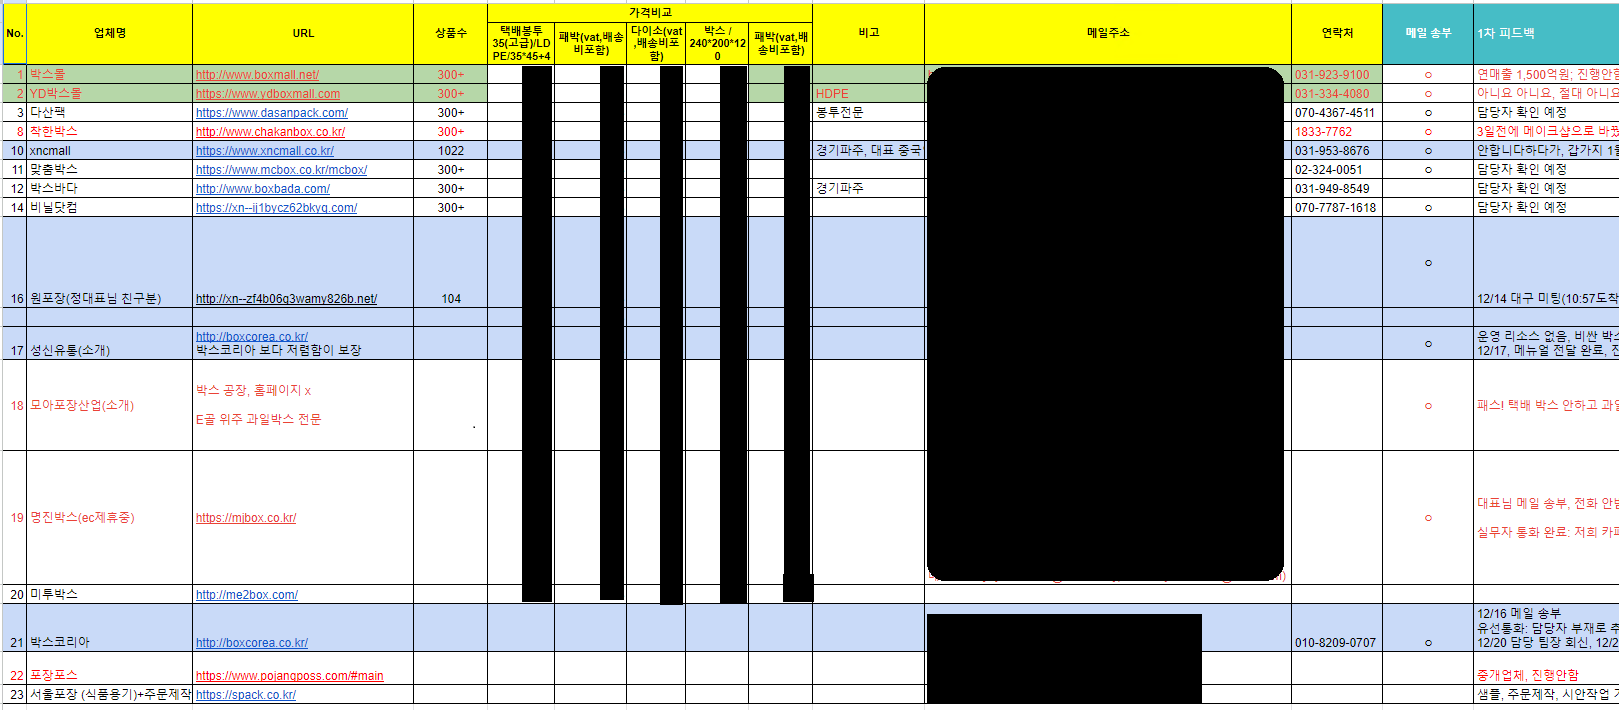 가격비교
No.
업체명
URL
상품수
택배봉투
35(고급)/LD
PE/35*45+4
패박(vat,배송
비포함)
다이소(vat
,배송비포
함)
박스 /
240*200*12
0
패박(vat,배
송비포함)
비고
메일주소
연락처
메일 송부
1차 피드백
1 박스몰 http://www.boxmall.net/ 300+ 031-923-9100 ○ 연매출 1,500억원; 진행안함
2 YD박스몰 https://www.ydboxmall.com 300+ HDPE 031-334-4080 ○ 아니요 아니요, 절대 아니요
3 다산팩 https://www.dasanpack.com/ 300+ 봉투전문 070-4367-4511 ○ 담당자 확인 예정
8 착한박스 http://www.chakanbox.co.kr/ 300+ 1833-7762 ○ 3일전에 메이크샵으로 바꿨
10 xncmall https://www.xncmall.co.kr/ 1022 경기파주, 대표 중국 031-953-8676 ○ 안합니다하다가, 갑가지 1월
11 맞춤박스 https://www.mcbox.co.kr/mcbox/ 300+ 02-324-0051 ○ 담당자 확인 예정
12 박스바다 http://www.boxbada.com/ 300+ 경기파주 031-949-8549 담당자 확인 예정
14 비닐닷컴 https://xn--ij1bycz62bkyg.com/ 300+ 070-7787-1618 ○ 담당자 확인 예정
16 원포장(정대표님 친구분) http://xn--zf4b06g3wamy826b.net/ 104 ○ 12/14 대구 미팅(10:57도착
17 성신유통(소개) http://boxcorea.co.kr/
박스코리아 보다 저렴함이 보장
○ 운영 리소스 없음, 비싼 박스
12/17, 메뉴얼 전달 완료, 진
18 모아포장산업(소개) 박스 공장, 홈페이지 x
E골 위주 과일박스 전문
○ 패스! 택배 박스 안하고 과일
19 명진박스(ec제휴중) https://mjbox.co.kr/ ○ 대표님 메일 송부, 전화 안받
실무자 통화 완료: 저희 카페
20 미투박스 http://me2box.com/
21 박스코리아 http://boxcorea.co.kr/ 010-8209-0707 ○ 12/16 메일 송부
유선통화: 담당자 부재로 추
12/20 담당 팀장 회신, 12/2
22 포장포스 https://www.pojangposs.com/#main 중개업체, 진행안함
23 서울포장 (식품용기)+주문제작 https://spack.co.kr/ 샘플, 주문제작, 시안작업